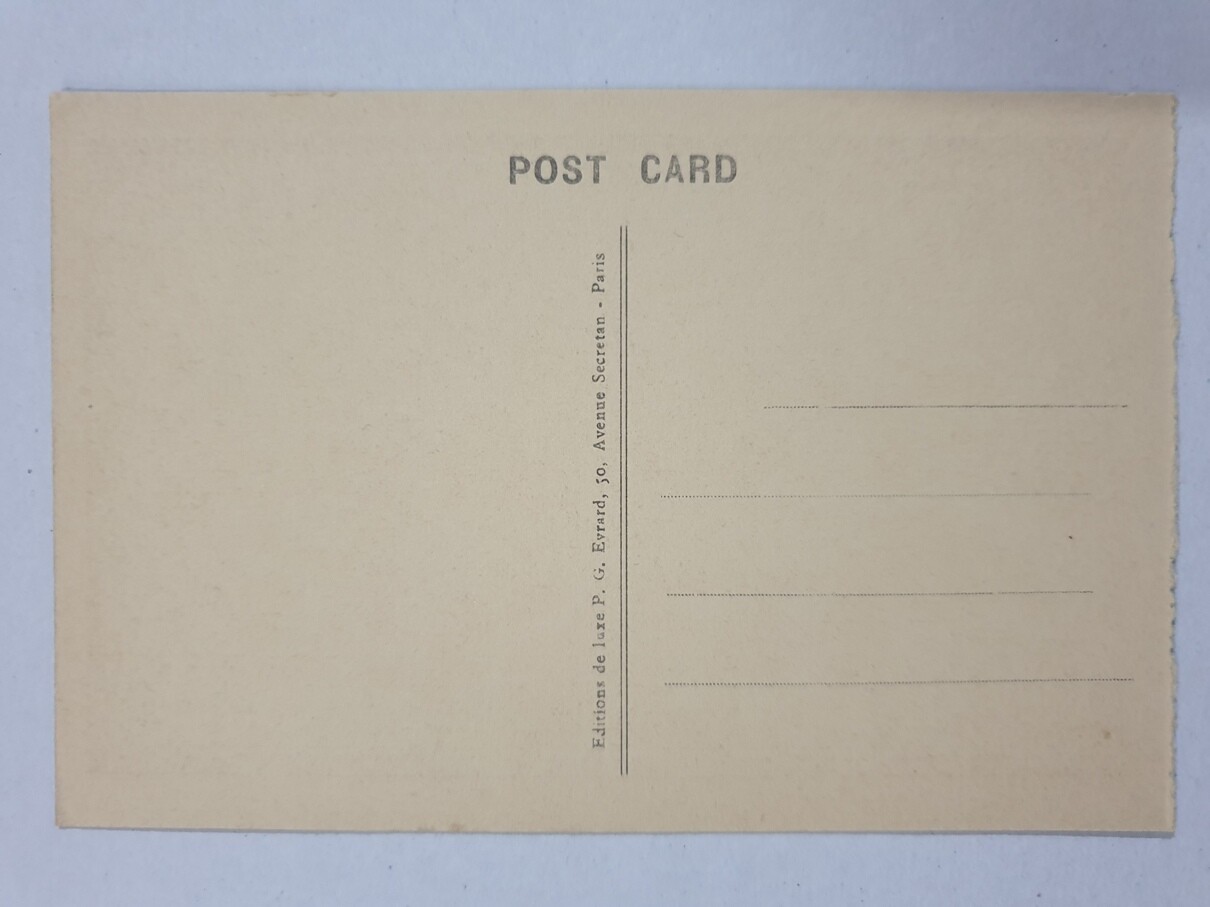 POST CARD
Editions de luxe P. G. Evrard, 50, Avenue Secretan - Paris